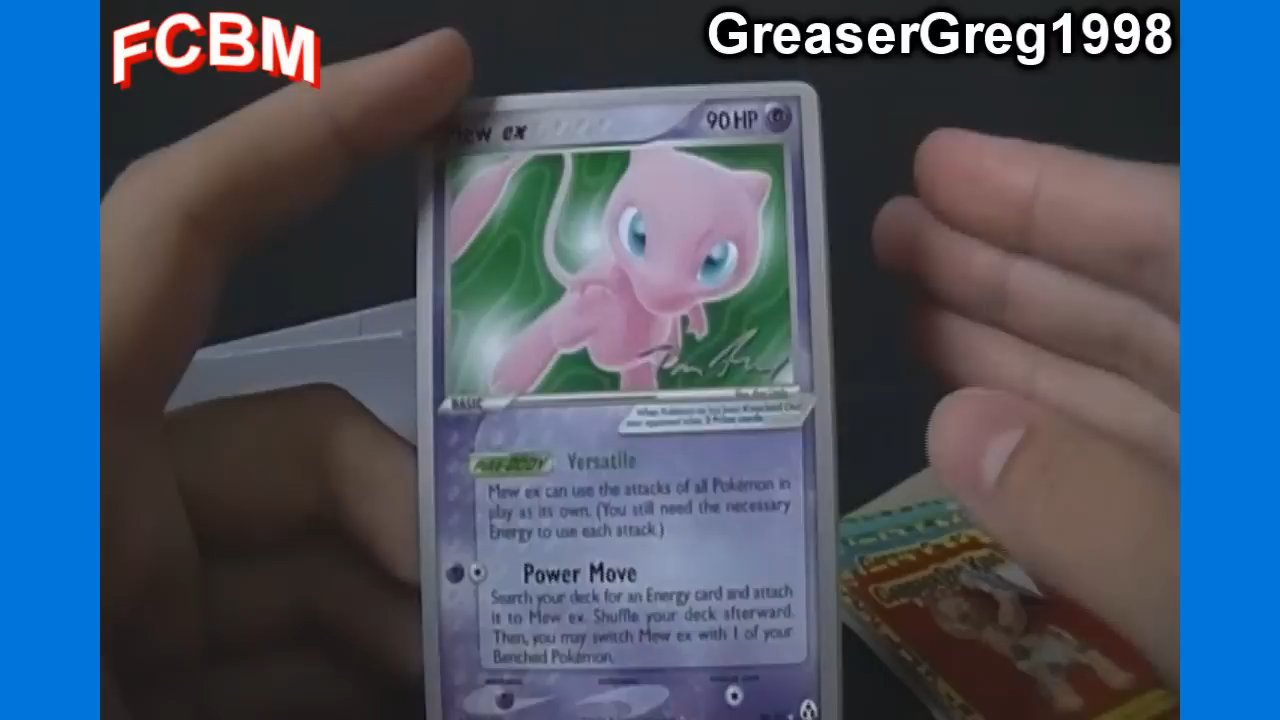 FCBM
GreaserGreg1998
Mew ex
90 HP
BASIC
When Pokémon-ex has been Knocked Out,
your opponent takes 2 Prize cards.
POKé-BODY Versatile
Mew ex can use the attacks of all Pokémon in
play as its own. (You still need the necessary
Energy to use each attack.)
Power Move
Search your deck for an Energy card and attach
it to Mew ex. Shuffle your deck afterward.
Then, you may switch Mew ex with 1 of your
Benched Pokémon.